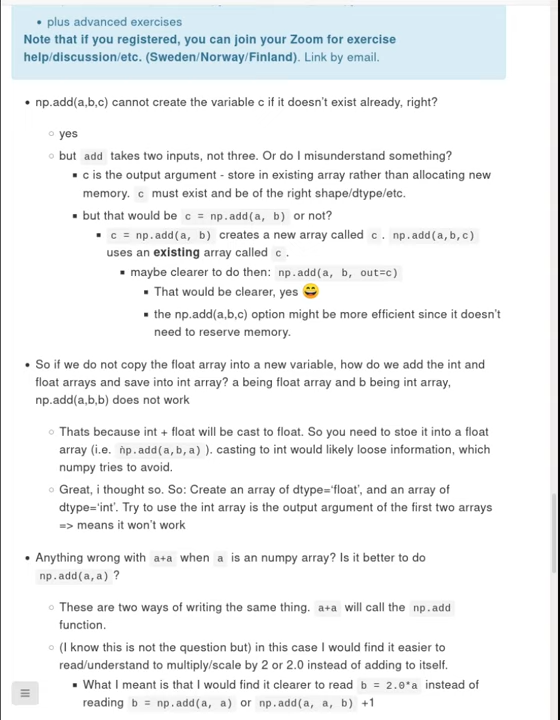 plus advanced exercises
Note that if you registered, you can join your Zoom for exercise
help/discussion/etc. (Sweden/Norway/Finland). Link by email.
np.add(a,b,c) cannot create the variable c if it doesn't exist already, right?
yes
but add takes two inputs, not three. Or do I misunderstand something?
c is the output argument - store in existing array rather than allocating new
memory. c must exist and be of the right shape/dtype/etc.
but that would be c = np.add(a, b) or not?
c = np.add(a, b) creates a new array called c . np.add(a,b,c)
uses an existing array called c .
maybe clearer to do then: np.add(a, b, out=c)
That would be clearer, yes 😄
the np.add(a,b,c) option might be more efficient since it doesn't
need to reserve memory.
So if we do not copy the float array into a new variable, how do we add the int and
float arrays and save into int array? a being float array and b being int array,
np.add(a,b,b) does not work
Thats because int + float will be cast to float. So you need to stoe it into a float
array (i.e. ǹp.add(a,b,a) ). casting to int would likely loose information, which
numpy tries to avoid.
Great, i thought so. So: Create an array of dtype='float', and an array of
dtype='int'. Try to use the int array is the output argument of the first two arrays
=> means it won't work
Anything wrong with a+a when a is an numpy array? Is it better to do
np.add(a,a) ?
These are two ways of writing the same thing. a+a will call the np.add
function.
(I know this is not the question but) in this case I would find it easier to
read/understand to multiply/scale by 2 or 2.0 instead of adding to itself.
What I meant is that I would find it clearer to read b = 2.0*a instead of
reading b = np.add(a, a) or np.add(a, a, b) +1